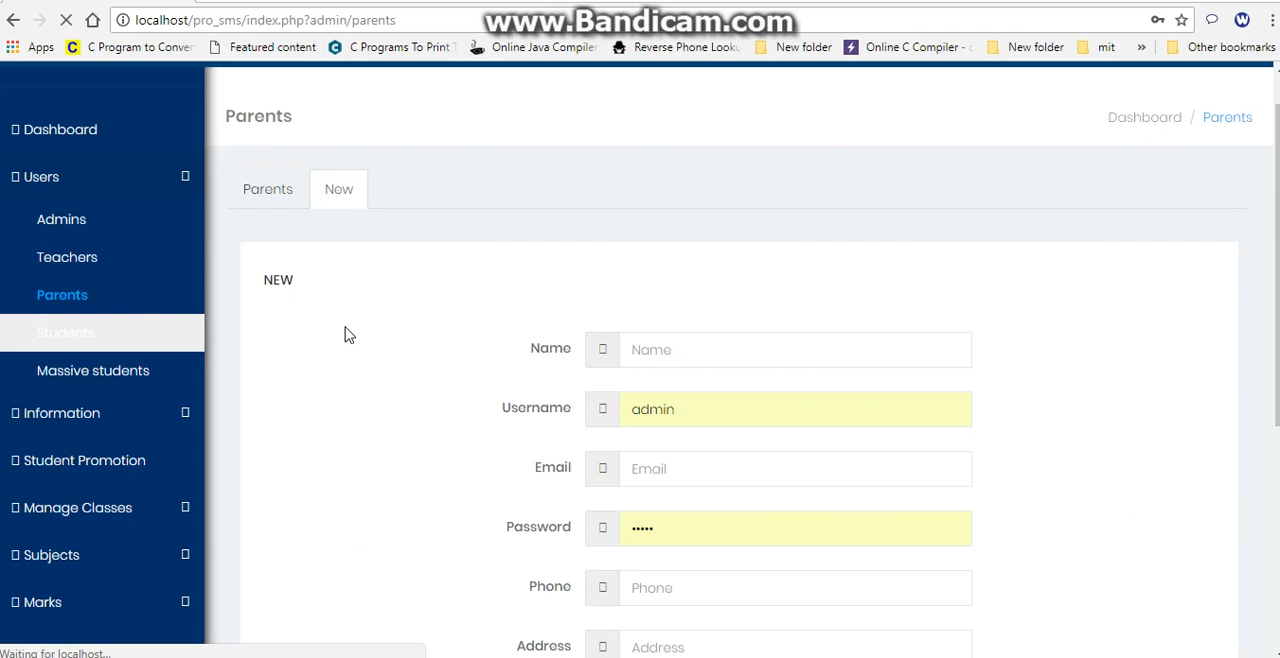 www.Bandicam.com
localhost/pro_sms/index.php?admin/parents
Apps
C Program to Conver
Featured content
C Programs To Print
Online Java Compiler
Reverse Phone Looku
New folder
Online C Compiler -
New folder
mit
»
Other bookmarks
Dashboard
Users
Admins
Teachers
Parents
Students
Massive students
Information
Student Promotion
Manage Classes
Subjects
Marks
Parents
Dashboard / Parents
Parents
New
NEW
Name
Name
Username
admin
Email
Email
Password
•••••
Phone
Phone
Address
Address
Waiting for localhost...